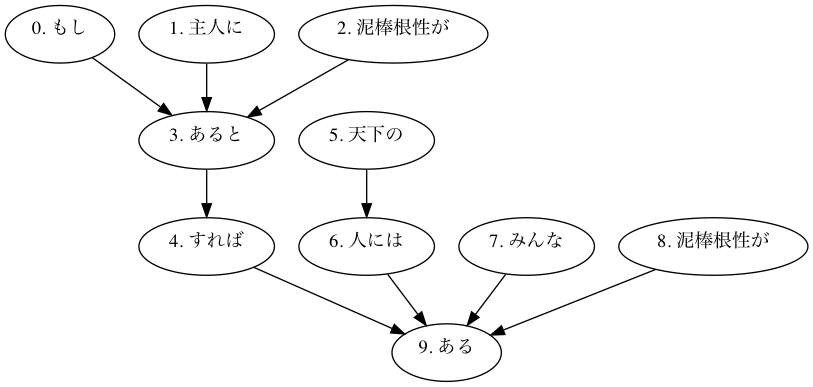 0. もし
1. 主人に
2. 泥棒根性が
3. あると
5. 天下の
4. すれば
6. 人には
7. みんな
8. 泥棒根性が
9. ある